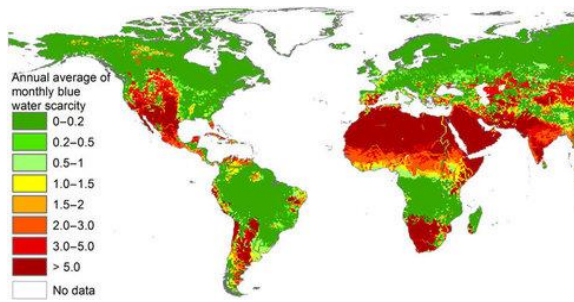 Annual average of
monthly blue
water scarcity
0–0.2
0.2–0.5
0.5–1
1.0–1.5
1.5–2
2.0–3.0
3.0–5.0
> 5.0
No data